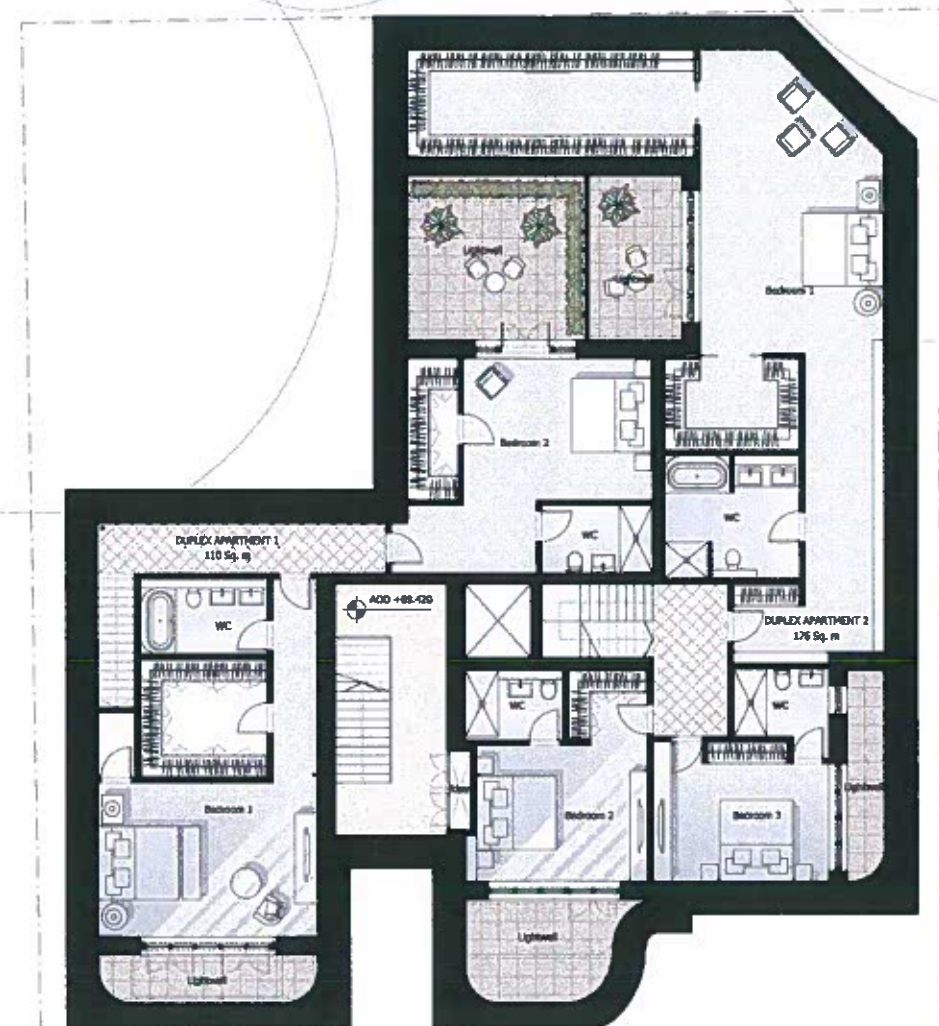 Lightwell
Lightwell
Bedroom 1
Bedroom 2
WC
WC
DUPLEX APARTMENT 1
110 Sq. m
AOD +88.420
WC
DUPLEX APARTMENT 2
176 Sq. m
WC
WC
Bedroom 1
Bedroom 2
Bedroom 3
Lightwell
Lightwell
Lightwell